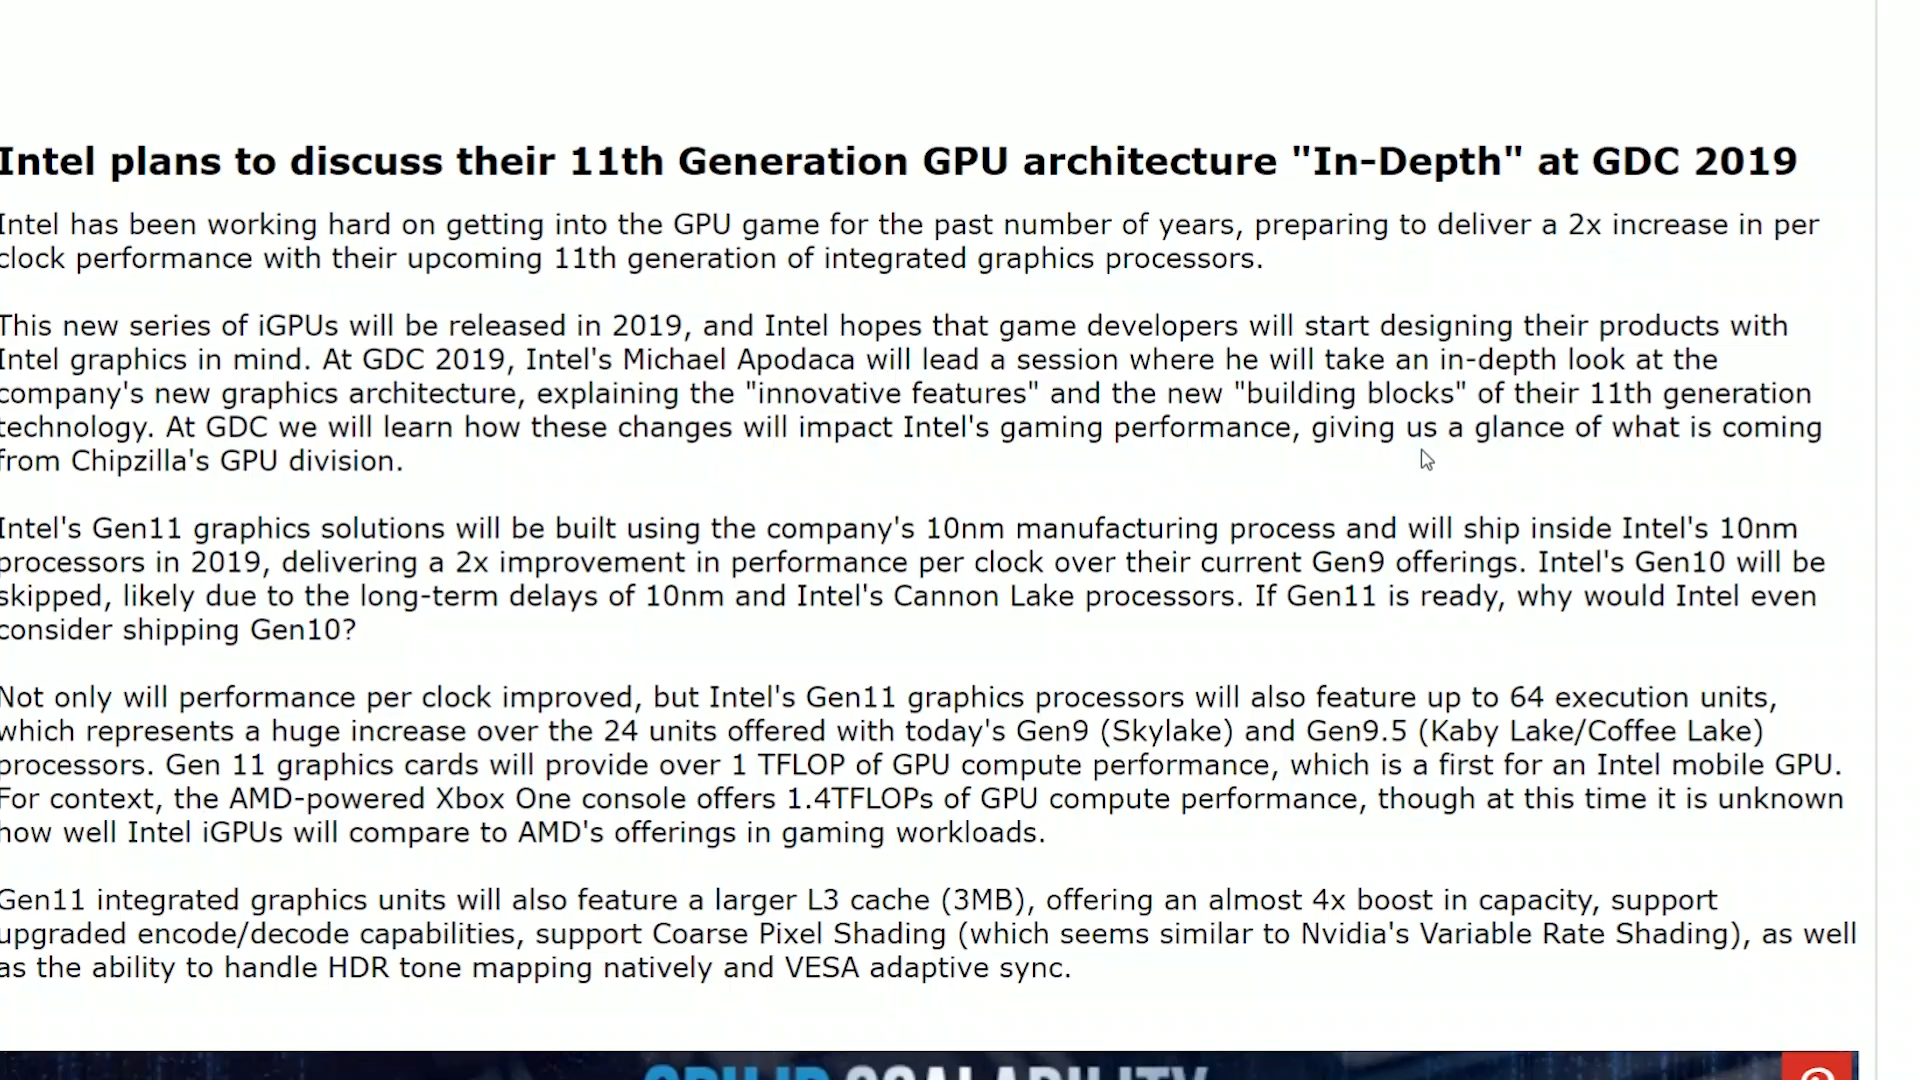 Intel plans to discuss their 11th Generation GPU architecture "In-Depth" at GDC 2019
Intel has been working hard on getting into the GPU game for the past number of years, preparing to deliver a 2x increase in per
clock performance with their upcoming 11th generation of integrated graphics processors.
This new series of iGPUs will be released in 2019, and Intel hopes that game developers will start designing their products with
Intel graphics in mind. At GDC 2019, Intel's Michael Apodaca will lead a session where he will take an in-depth look at the
company's new graphics architecture, explaining the "innovative features" and the new "building blocks" of their 11th generation
technology. At GDC we will learn how these changes will impact Intel's gaming performance, giving us a glance of what is coming
from Chipzilla's GPU division.
Intel's Gen11 graphics solutions will be built using the company's 10nm manufacturing process and will ship inside Intel's 10nm
processors in 2019, delivering a 2x improvement in performance per clock over their current Gen9 offerings. Intel's Gen10 will be
skipped, likely due to the long-term delays of 10nm and Intel's Cannon Lake processors. If Gen11 is ready, why would Intel even
consider shipping Gen10?
Not only will performance per clock improved, but Intel's Gen11 graphics processors will also feature up to 64 execution units,
which represents a huge increase over the 24 units offered with today's Gen9 (Skylake) and Gen9.5 (Kaby Lake/Coffee Lake)
processors. Gen 11 graphics cards will provide over 1 TFLOP of GPU compute performance, which is a first for an Intel mobile GPU.
For context, the AMD-powered Xbox One console offers 1.4TFLOPs of GPU compute performance, though at this time it is unknown
how well Intel iGPUs will compare to AMD's offerings in gaming workloads.
Gen11 integrated graphics units will also feature a larger L3 cache (3MB), offering an almost 4x boost in capacity, support
upgraded encode/decode capabilities, support Coarse Pixel Shading (which seems similar to Nvidia's Variable Rate Shading), as well
as the ability to handle HDR tone mapping natively and VESA adaptive sync.
SCALABILITY